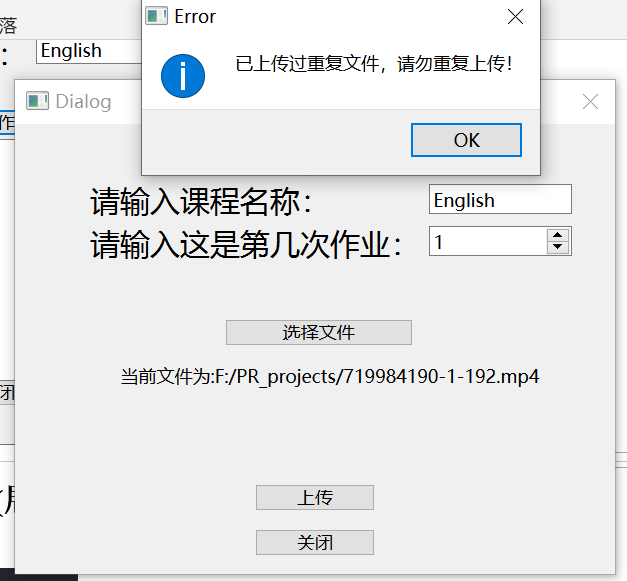 落
Error
:
English
已上传过重复文件，请勿重复上传!
Dialog
作
OK
请输入课程名称：
English
请输入这是第几次作业：
1
选择文件
当前文件为:F:/PR_projects/719984190-1-192.mp4
闭
上传
关闭